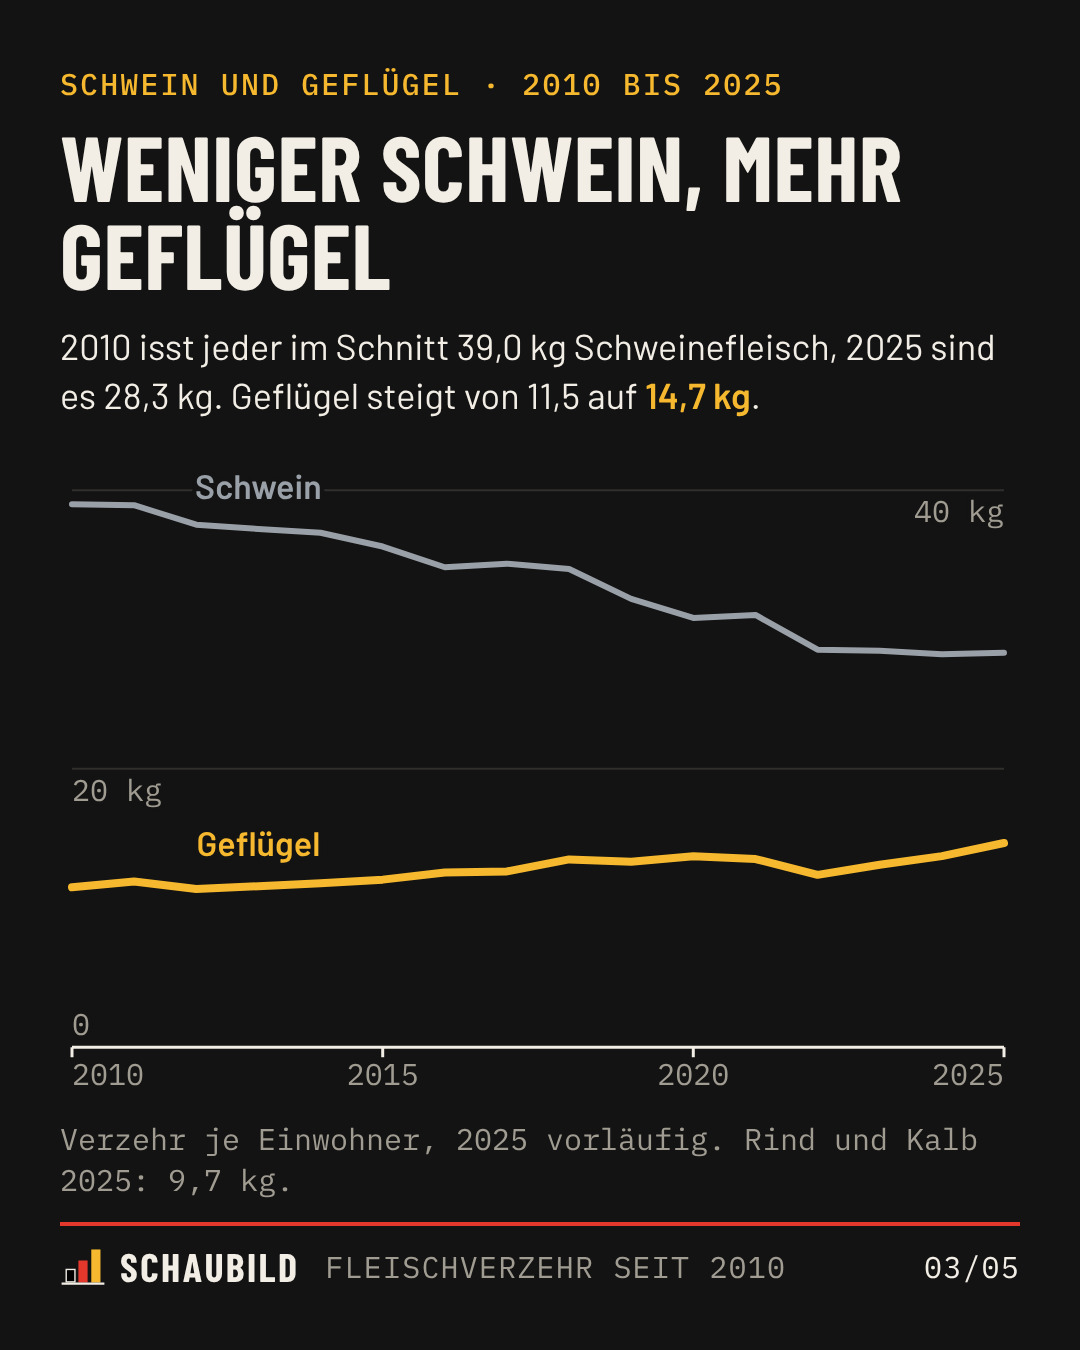 SCHWEIN UND GEFLÜGEL · 2010 BIS 2025
WENIGER SCHWEIN, MEHR
GEFLÜGEL
2010 isst jeder im Schnitt 39,0 kg Schweinefleisch, 2025 sind
es 28,3 kg. Geflügel steigt von 11,5 auf 14,7 kg.
Schwein
40 kg
20 kg
Geflügel
0
2010 2015 2020 2025
Verzehr je Einwohner, 2025 vorläufig. Rind und Kalb
2025: 9,7 kg.
SCHAUBILD FLEISCHVERZEHR SEIT 2010 03/05